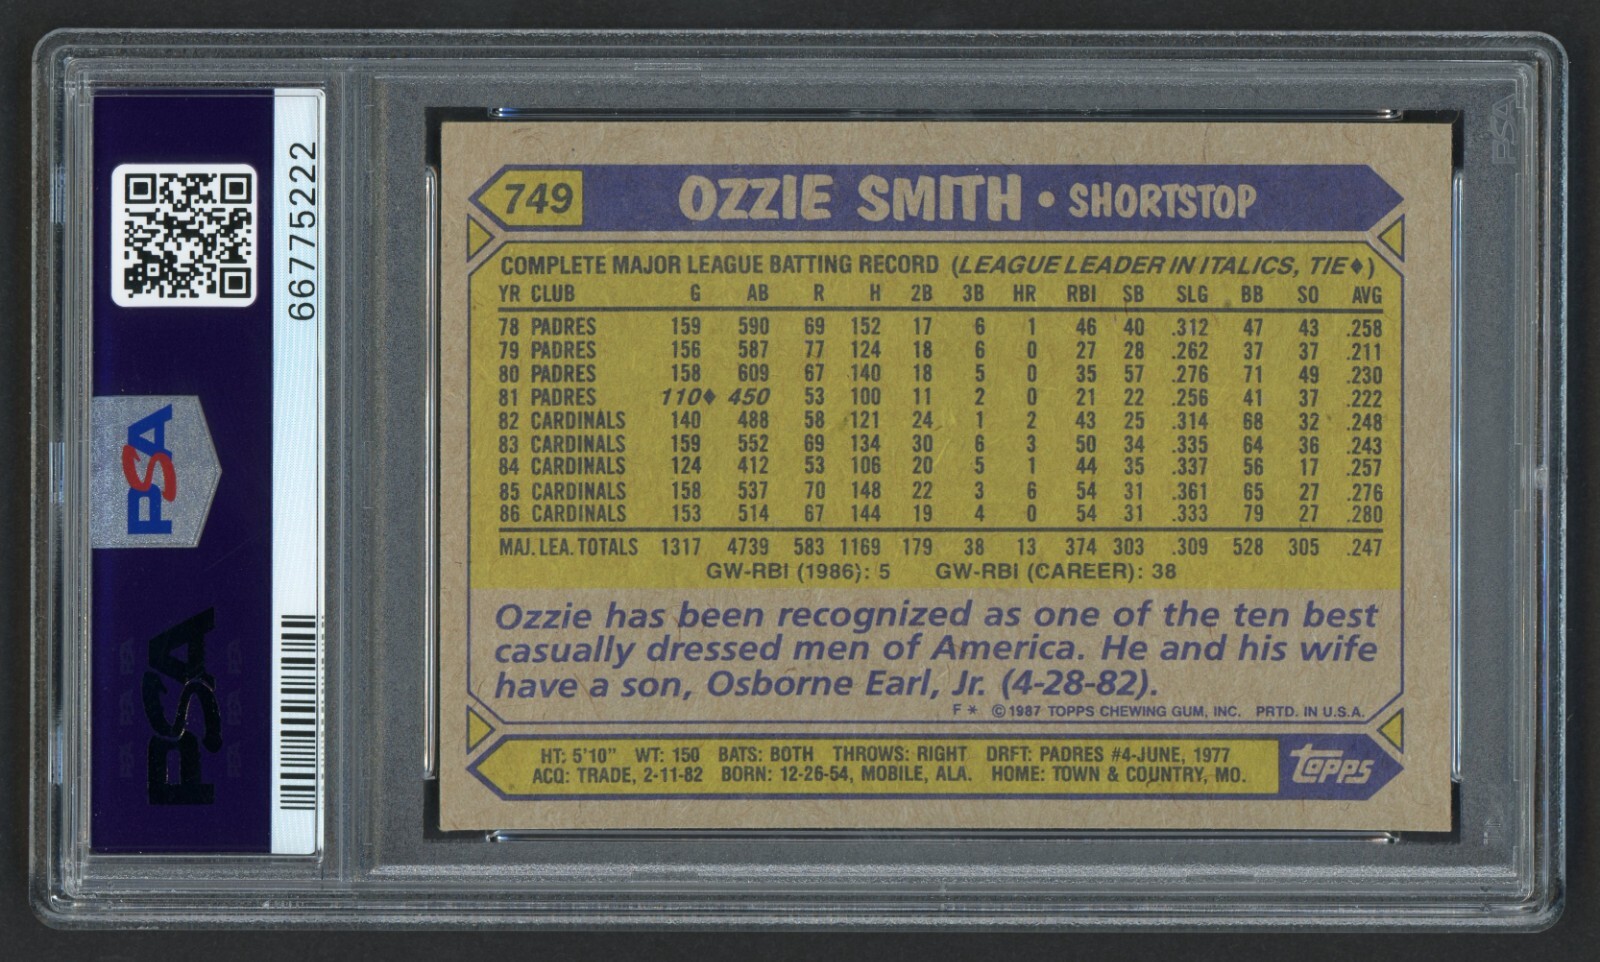 66775222
PSA
PSA
PSA
749 OZZIE SMITH • SHORTSTOP
COMPLETE MAJOR LEAGUE BATTING RECORD (LEAGUE LEADER IN ITALICS, TIE♦)
YR CLUB G AB R H 2B 3B HR RBI SB SLG BB SO AVG
78 PADRES 159 590 69 152 17 6 1 46 40 .312 47 43 .258
79 PADRES 156 587 77 124 18 6 0 27 28 .262 37 37 .211
80 PADRES 158 609 67 140 18 5 0 35 57 .276 71 49 .230
81 PADRES 110♦ 450 53 100 11 2 0 21 22 .256 41 37 .222
82 CARDINALS 140 488 58 121 24 1 2 43 25 .314 68 32 .248
83 CARDINALS 159 552 69 134 30 6 3 50 34 .335 64 36 .243
84 CARDINALS 124 412 53 106 20 5 1 44 35 .337 56 17 .257
85 CARDINALS 158 537 70 148 22 3 6 54 31 .361 65 27 .276
86 CARDINALS 153 514 67 144 19 4 0 54 31 .333 79 27 .280
MAJ. LEA. TOTALS 1317 4739 583 1169 179 38 13 374 303 .309 528 305 .247
GW-RBI (1986): 5 GW-RBI (CAREER): 38
Ozzie has been recognized as one of the ten best
casually dressed men of America. He and his wife
have a son, Osborne Earl, Jr. (4-28-82).
F * © 1987 TOPPS CHEWING GUM, INC. PRTD. IN U.S.A.
HT: 5'10" WT: 150 BATS: BOTH THROWS: RIGHT DRFT: PADRES #4-JUNE, 1977
ACQ: TRADE, 2-11-82 BORN: 12-26-54, MOBILE, ALA. HOME: TOWN & COUNTRY, MO.
topps